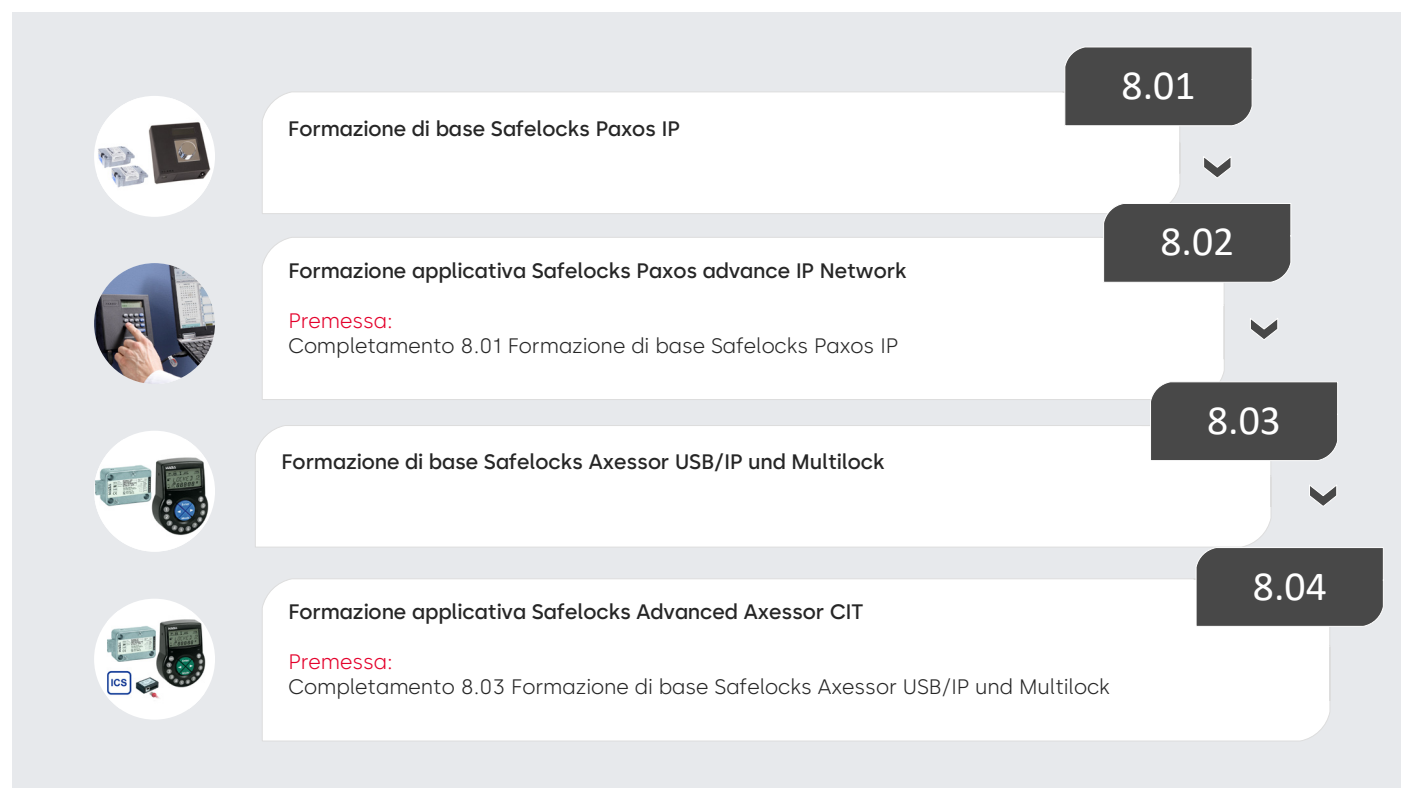 8.01
Formazione di base Safelocks Paxos IP
8.02
Formazione applicativa Safelocks Paxos advance IP Network
Premessa:
Completamento 8.01 Formazione di base Safelocks Paxos IP
8.03
Formazione di base Safelocks Axessor USB/IP und Multilock
8.04
Formazione applicativa Safelocks Advanced Axessor CIT
Premessa:
Completamento 8.03 Formazione di base Safelocks Axessor USB/IP und Multilock
ICS